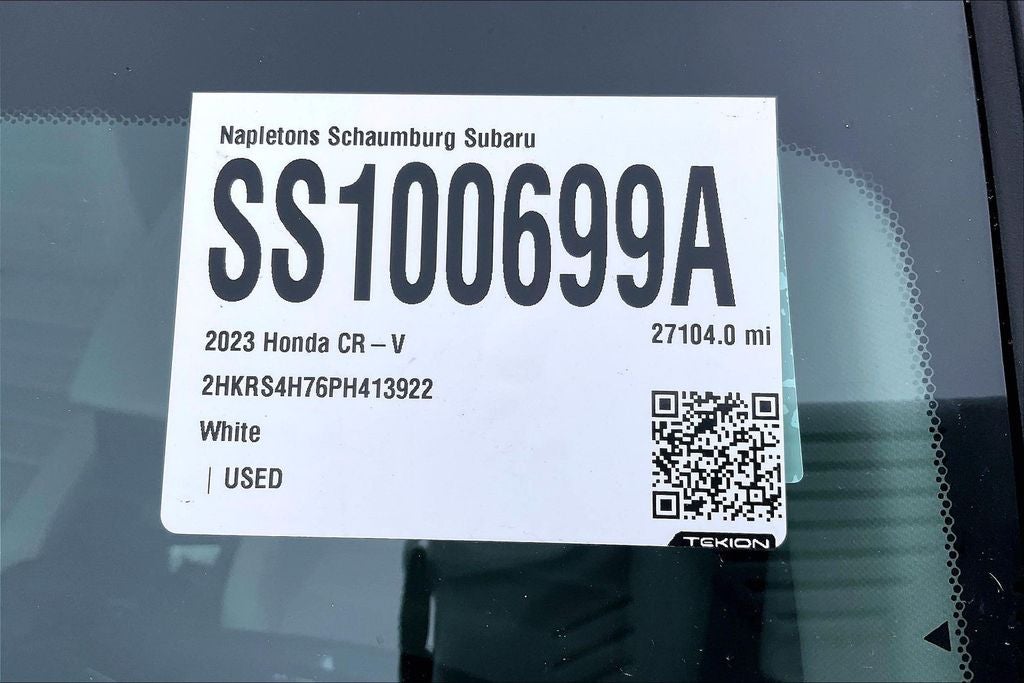 Napletons Schaumburg Subaru
SS100699A
2023 Honda CR – V
27104.0 mi
2HKRS4H76PH413922
White
| USED
TEKION